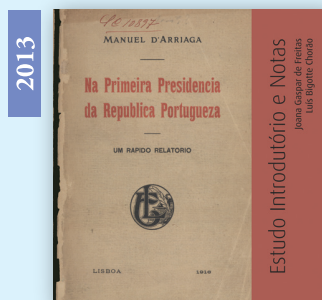 2013
MANUEL D'ARRIAGA
Na Primeira Presidencia
da Republica Portugueza
UM RAPIDO RELATORIO
LISBOA
Estudo Introdutório e Notas
Joana Gaspar de Freitas
Luís Bigotte Chorão